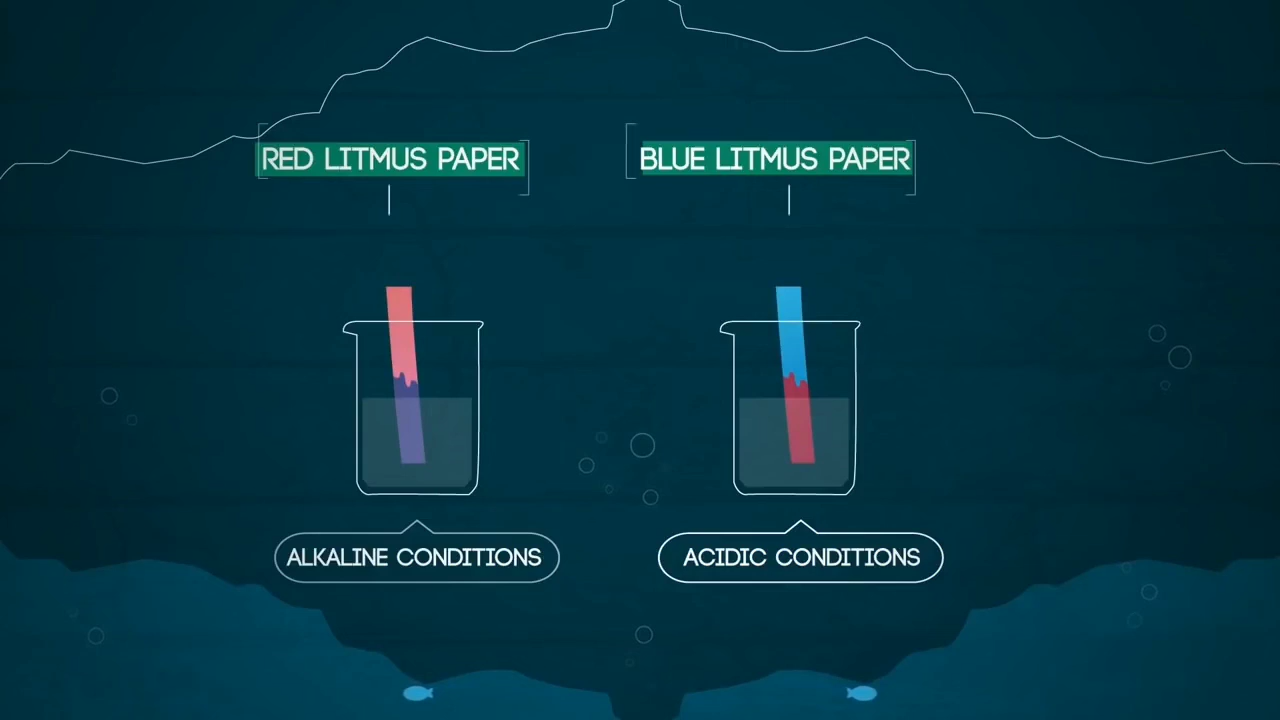 RED LITMUS PAPER
BLUE LITMUS PAPER
ALKALINE CONDITIONS
ACIDIC CONDITIONS